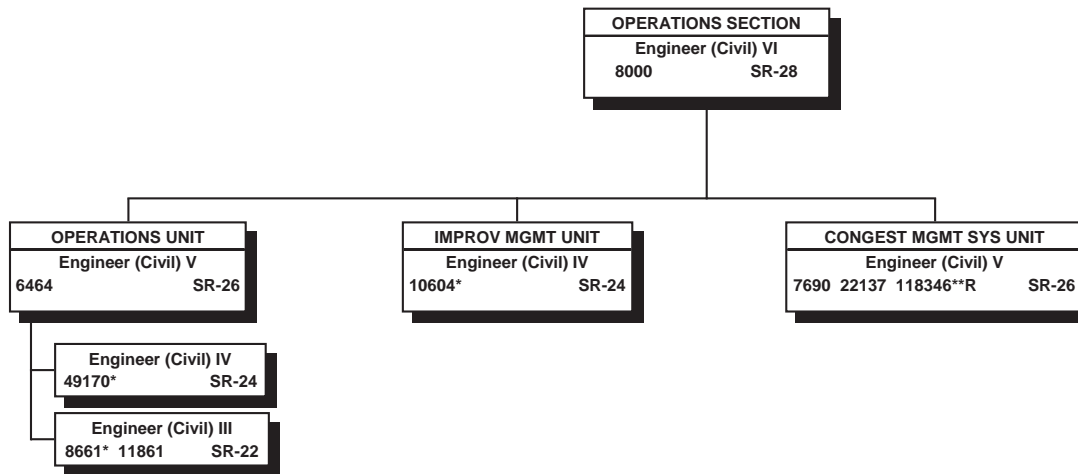 OPERATIONS SECTION
Engineer (Civil) VI
8000 SR-28
OPERATIONS UNIT
Engineer (Civil) V
6464 SR-26
IMPROV MGMT UNIT
Engineer (Civil) IV
10604* SR-24
CONGEST MGMT SYS UNIT
Engineer (Civil) V
7690 22137 118346**R SR-26
Engineer (Civil) IV
49170* SR-24
Engineer (Civil) III
8661* 11861 SR-22